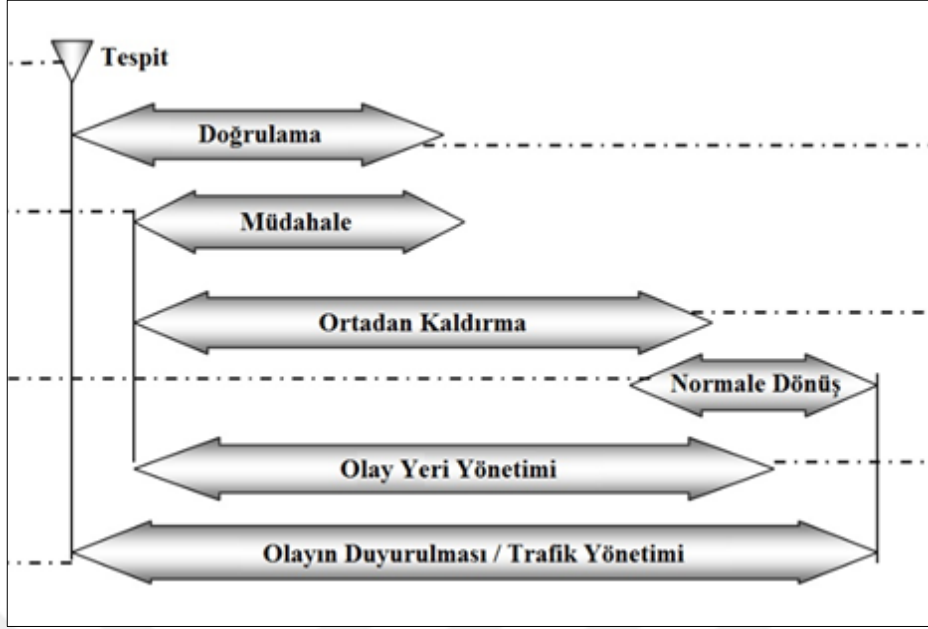 Tespit
Doğrulama
Müdahale
Ortadan Kaldırma
Normale Dönüş
Olay Yeri Yönetimi
Olayın Duyurulması / Trafik Yönetimi